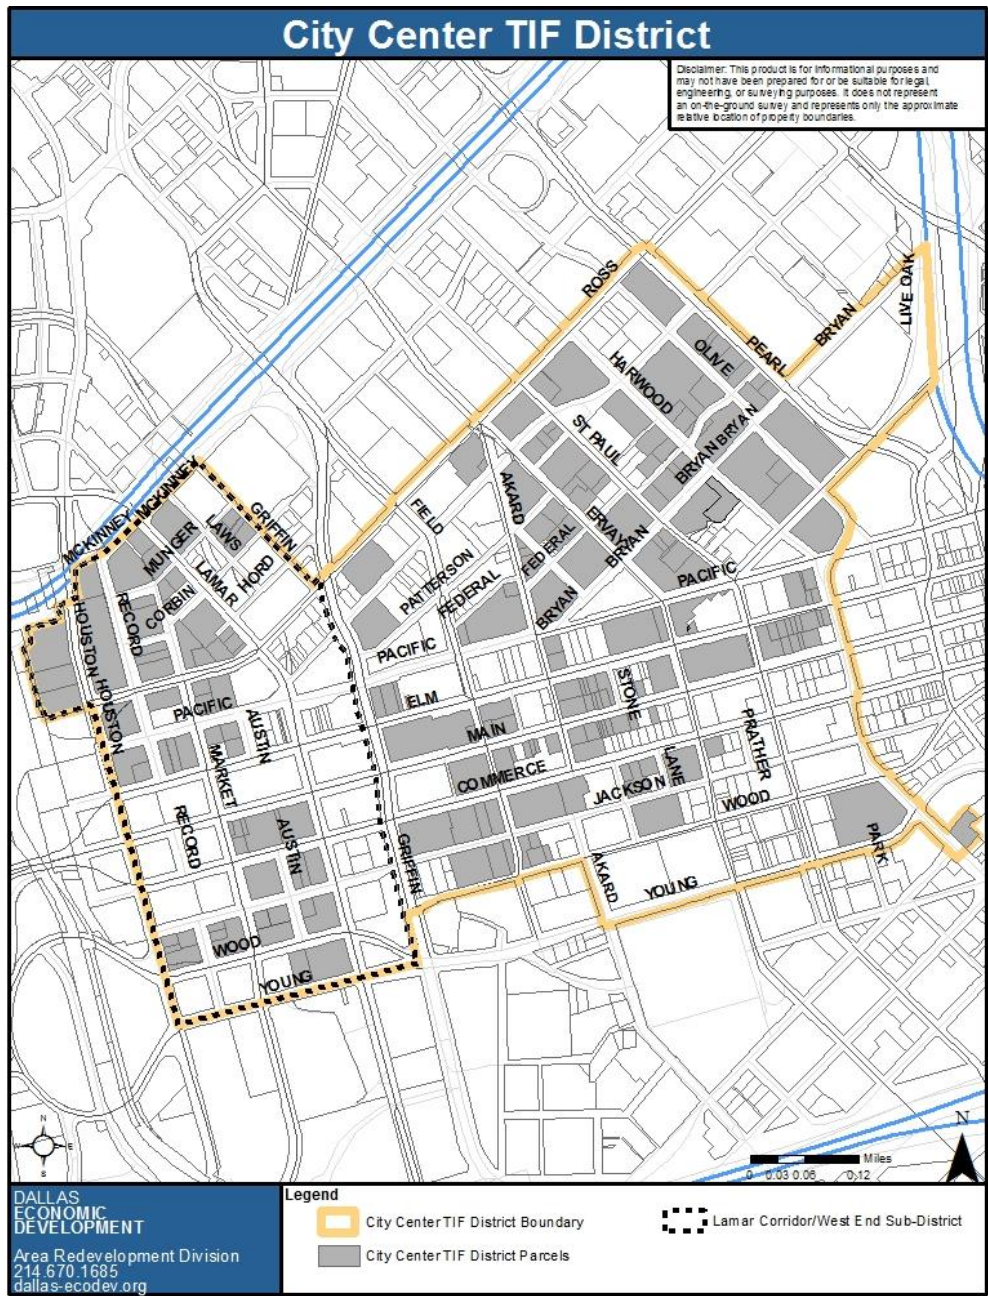 City Center TIF District
Disclaimer: This product is for informational purposes and
may not have been prepared for or be suitable for legal,
engineering, or surveying purposes. It does not represent
an on-the-ground survey and represents only the approximate
relative location of property boundaries.
ROSS
LIVE OAK
BRYAN
PEARL
OLIVE
HARWOOD
ST PAUL
BRYAN
BRYAN
MCKINNEY
MCKINNEY
GRIFFIN
LAWS
MUNGER
LAMAR
HORD
CORBIN
RECORD
HOUSTON
HOUSTON
FIELD
AKARD
ERVAY
FEDERAL
BRYAN
PATTERSON
FEDERAL
BRYAN
PACIFIC
PACIFIC
PACIFIC
ELM
STONE
MAIN
AUSTIN
MARKET
COMMERCE
LANE
PRATHER
JACKSON
WOOD
RECORD
AUSTIN
GRIFFIN
PARK
AKARD
YOUNG
WOOD
YOUNG
N
W
E
S
N
Miles
0 0.03 0.06 0.12
DALLAS
ECONOMIC
DEVELOPMENT
Area Redevelopment Division
214.670.1685
dallas-ecodev.org
Legend
City Center TIF District Boundary
City Center TIF District Parcels
Lamar Corridor/West End Sub-District